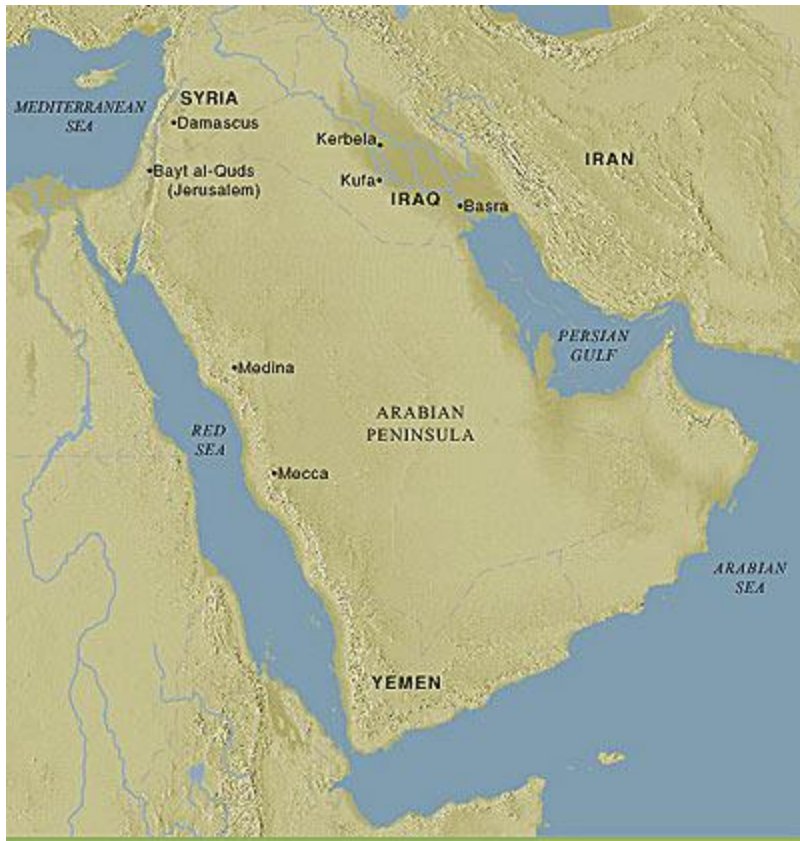 SYRIA
MEDITERRANEAN
SEA
Damascus
Kerbela
IRAN
Bayt al-Quds
(Jerusalem)
Kufa
IRAQ
Basra
PERSIAN
GULF
Medina
ARABIAN
PENINSULA
RED
SEA
Mecca
ARABIAN
SEA
YEMEN